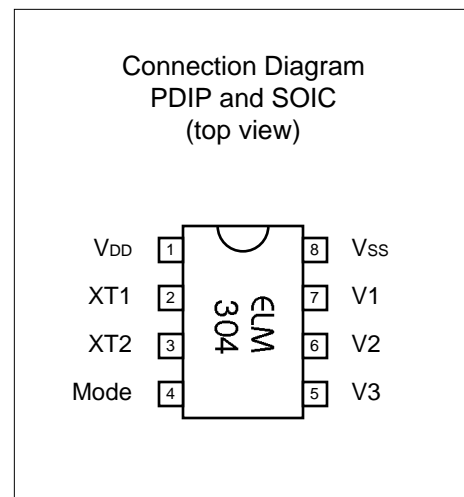 Connection Diagram
PDIP and SOIC
(top view)
VDD 1 8 VSS
XT1 2 7 V1
XT2 3 6 V2
Mode 4 5 V3
ELM
304